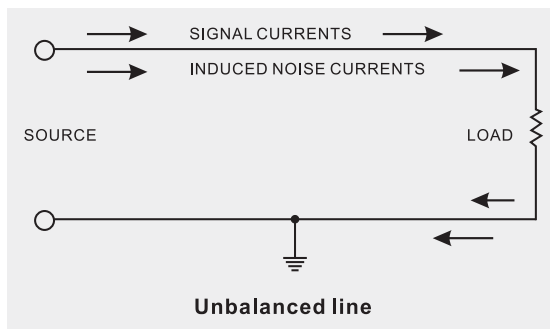 SIGNAL CURRENTS
INDUCED NOISE CURRENTS
SOURCE
LOAD
Unbalanced line